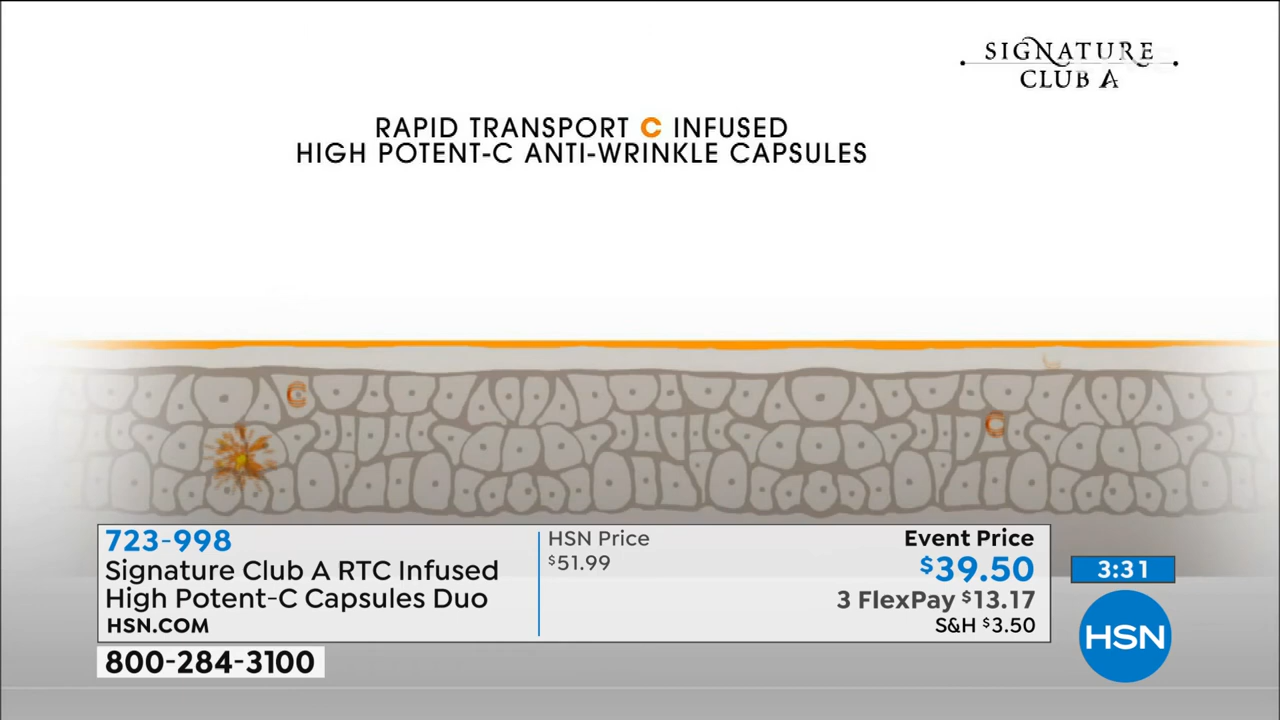 SIGNATURE
CLUB A
RAPID TRANSPORT C INFUSED
HIGH POTENT-C ANTI-WRINKLE CAPSULES
C
C
723-998
Signature Club A RTC Infused
High Potent-C Capsules Duo
HSN.COM
HSN Price
$51.99
Event Price
$39.50
3 FlexPay $13.17
S&H $3.50
3:31
HSN
800-284-3100